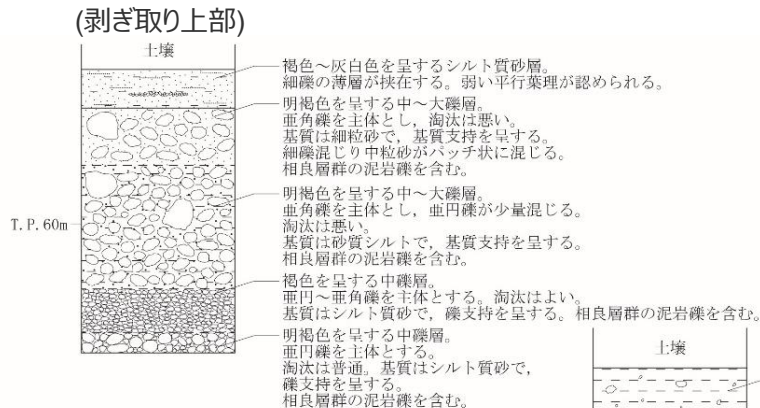 (剥ぎ取り上部)
土壌
褐色～灰白色を呈するシルト質砂層。
細礫の薄層が挟在する。弱い平行葉理が認められる。
明褐色を呈する中～大礫層。
亜角礫を主体とし，淘汰は悪い。
基質は細粒砂で，基質支持を呈する。
細礫混じり中粒砂がパッチ状に混じる。
相良層群の泥岩礫を含む。
明褐色を呈する中～大礫層。
亜角礫を主体とし，亜円礫が少量混じる。
淘汰は悪い。
基質は砂質シルトで，基質支持を呈する。
相良層群の泥岩礫を含む。
T.P.60m
褐色を呈する中礫層。
亜円～亜角礫を主体とする。淘汰はよい。
基質はシルト質砂で，礫支持を呈する。相良層群の泥岩礫を含む。
明褐色を呈する中礫層。
亜円礫を主体とする。
淘汰は普通。基質はシルト質砂で，
礫支持を呈する。
相良層群の泥岩礫を含む。
土壌